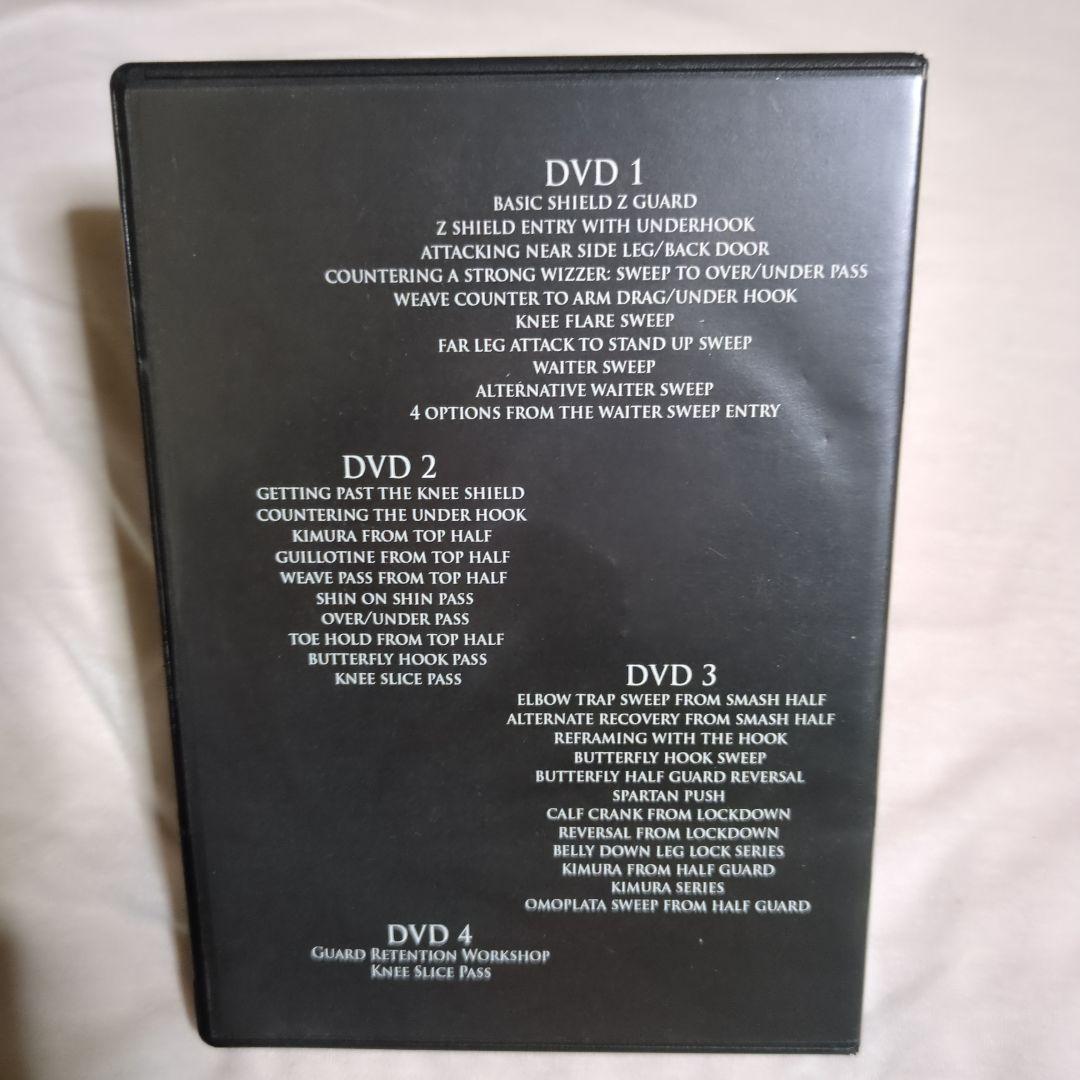 DVD 1
BASIC SHIELD Z GUARD
Z SHIELD ENTRY WITH UNDERHOOK
ATTACKING NEAR SIDE LEG/BACK DOOR
COUNTERING A STRONG WIZZER: SWEEP TO OVER/UNDER PASS
WEAVE COUNTER TO ARM DRAG/UNDER HOOK
KNEE FLARE SWEEP
FAR LEG ATTACK TO STAND UP SWEEP
WAITER SWEEP
ALTERNATIVE WAITER SWEEP
4 OPTIONS FROM THE WAITER SWEEP ENTRY
DVD 2
GETTING PAST THE KNEE SHIELD
COUNTERING THE UNDER HOOK
KIMURA FROM TOP HALF
GUILLOTINE FROM TOP HALF
WEAVE PASS FROM TOP HALF
SHIN ON SHIN PASS
OVER/UNDER PASS
TOE HOLD FROM TOP HALF
BUTTERFLY HOOK PASS
KNEE SLICE PASS
DVD 3
ELBOW TRAP SWEEP FROM SMASH HALF
ALTERNATE RECOVERY FROM SMASH HALF
REFRAMING WITH THE HOOK
BUTTERFLY HOOK SWEEP
BUTTERFLY HALF GUARD REVERSAL
SPARTAN PUSH
CALF CRANK FROM LOCKDOWN
REVERSAL FROM LOCKDOWN
BELLY DOWN LEG LOCK SERIES
KIMURA FROM HALF GUARD
KIMURA SERIES
OMOPLATA SWEEP FROM HALF GUARD
DVD 4
GUARD RETENTION WORKSHOP
KNEE SLICE PASS